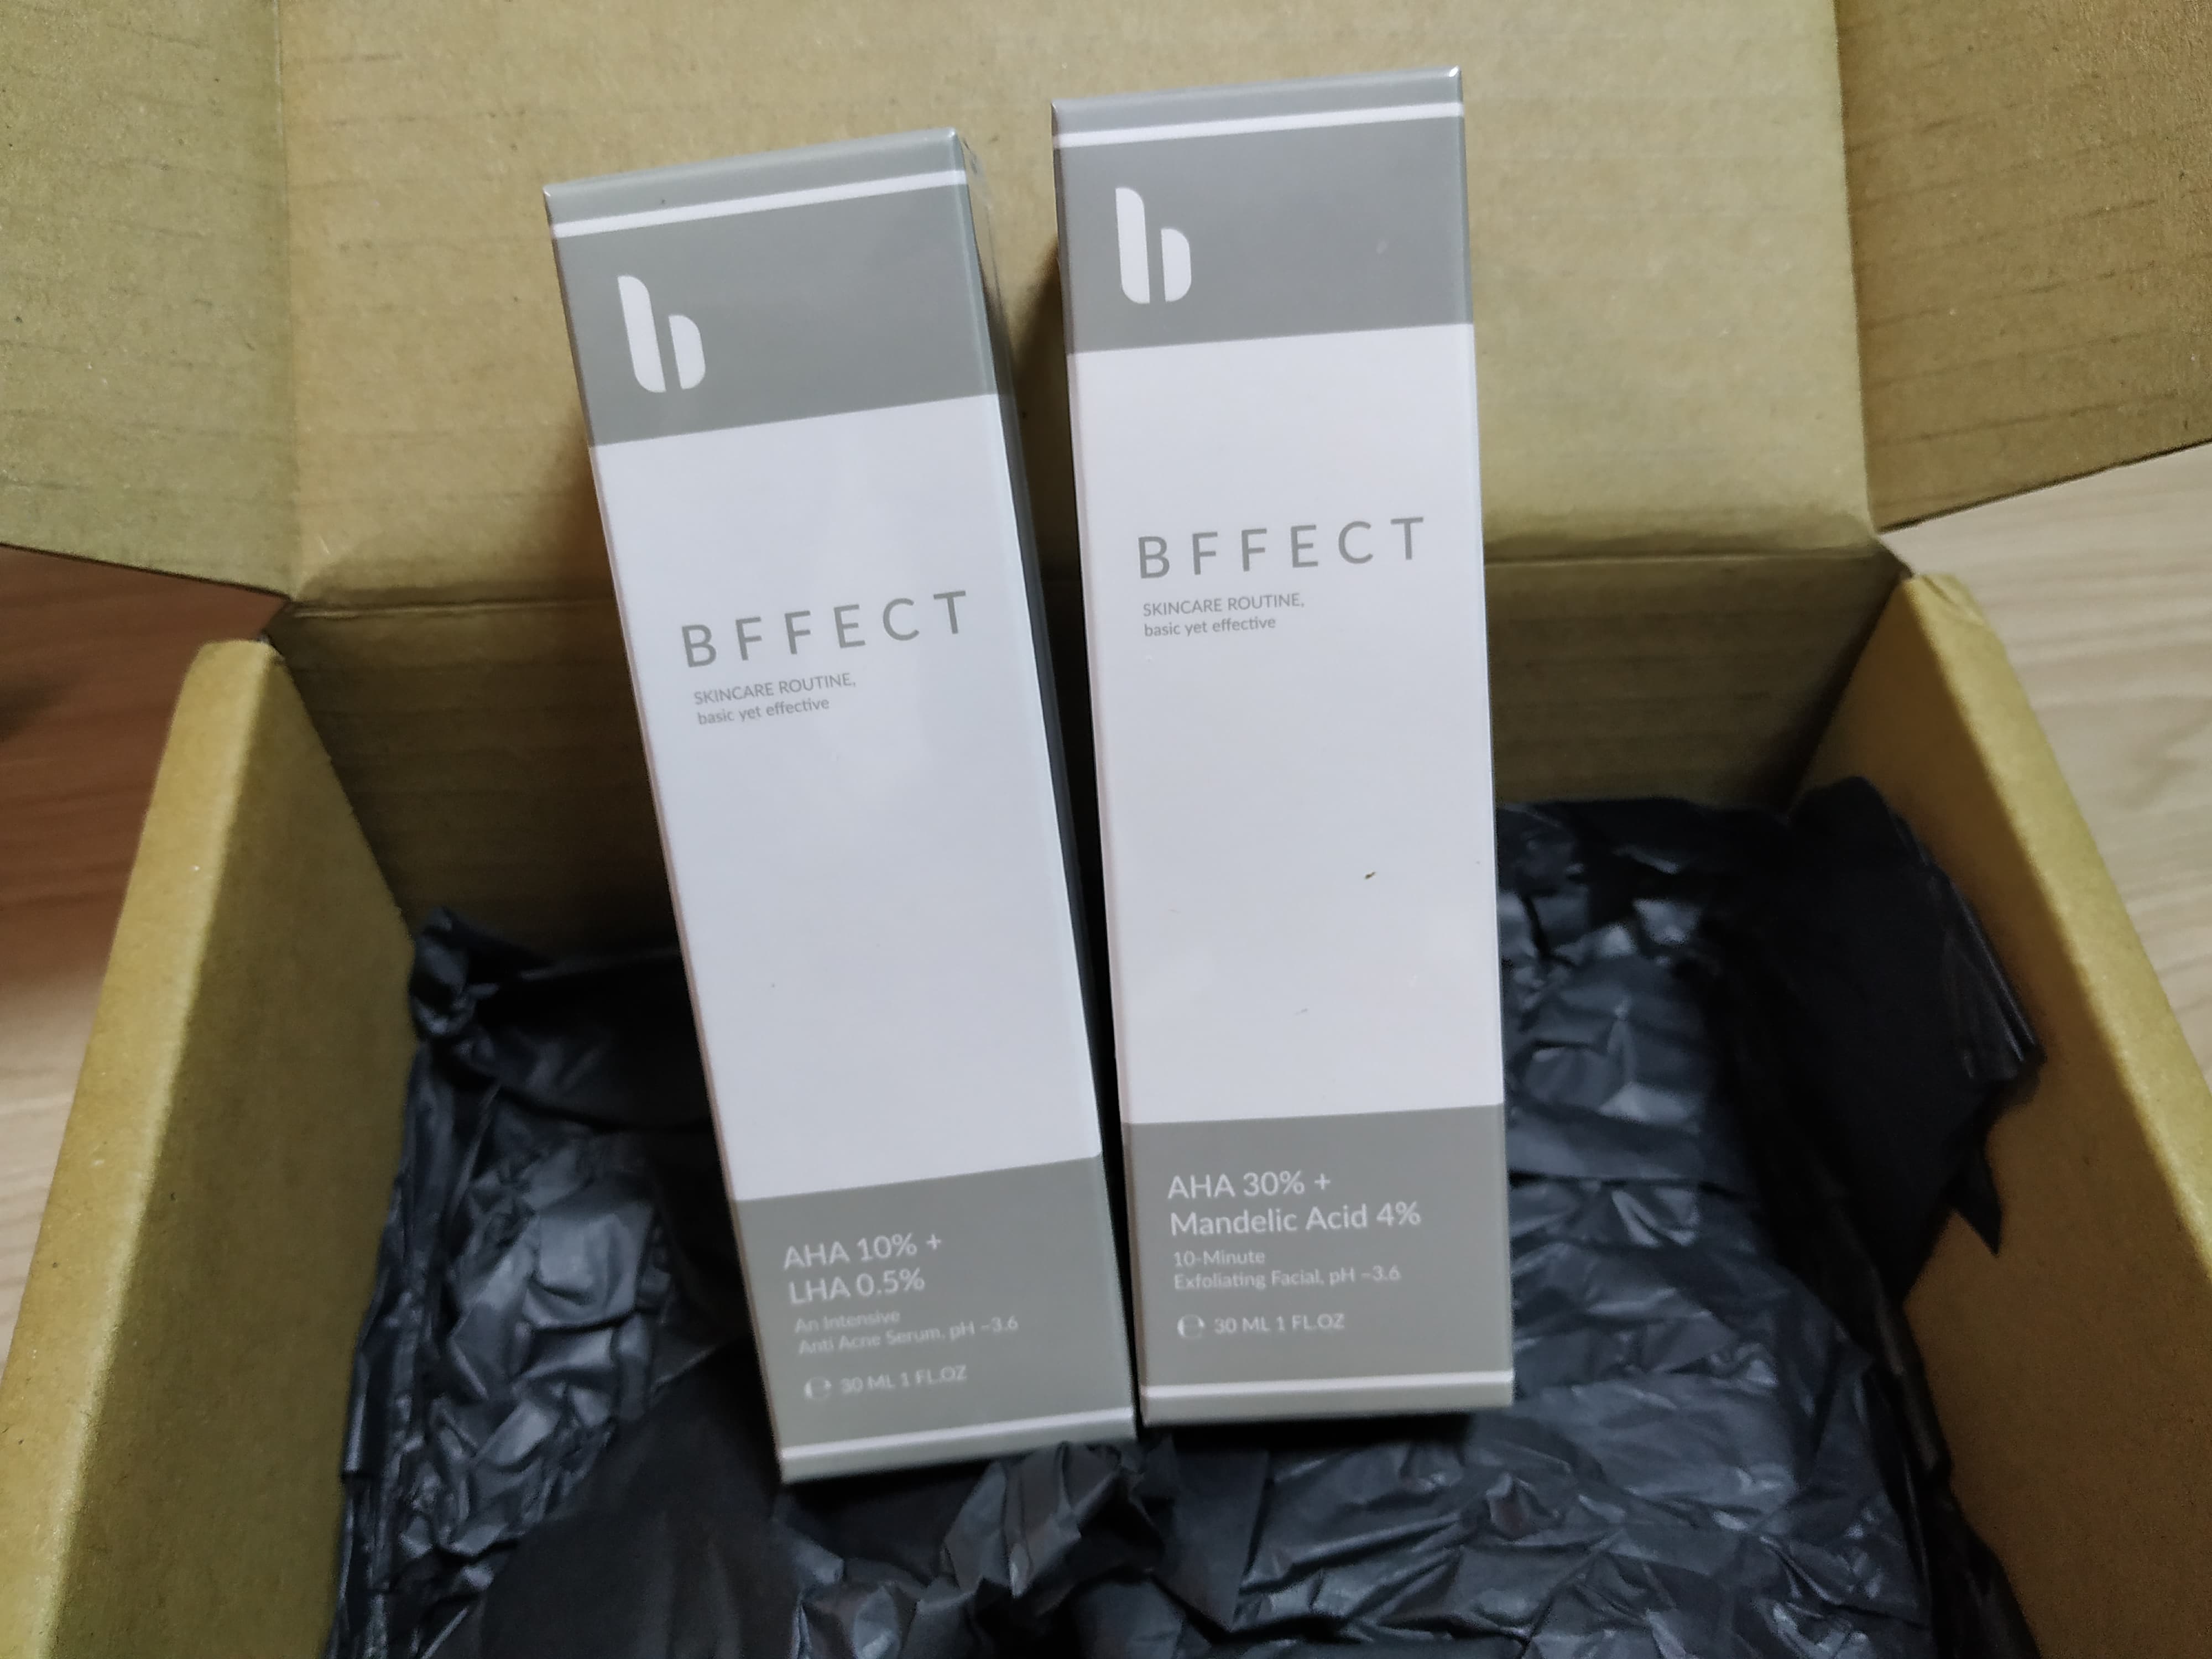 b
BFFECT
SKINCARE ROUTINE,
basic yet effective
AHA 10% +
LHA 0.5%
An Intensive
Anti Acne Serum, pH ~3.6
30 ML 1 FL.OZ
b
BFFECT
SKINCARE ROUTINE,
basic yet effective
AHA 30% +
Mandelic Acid 4%
10-Minute
Exfoliating Facial, pH ~3.6
30 ML 1 FL.OZ